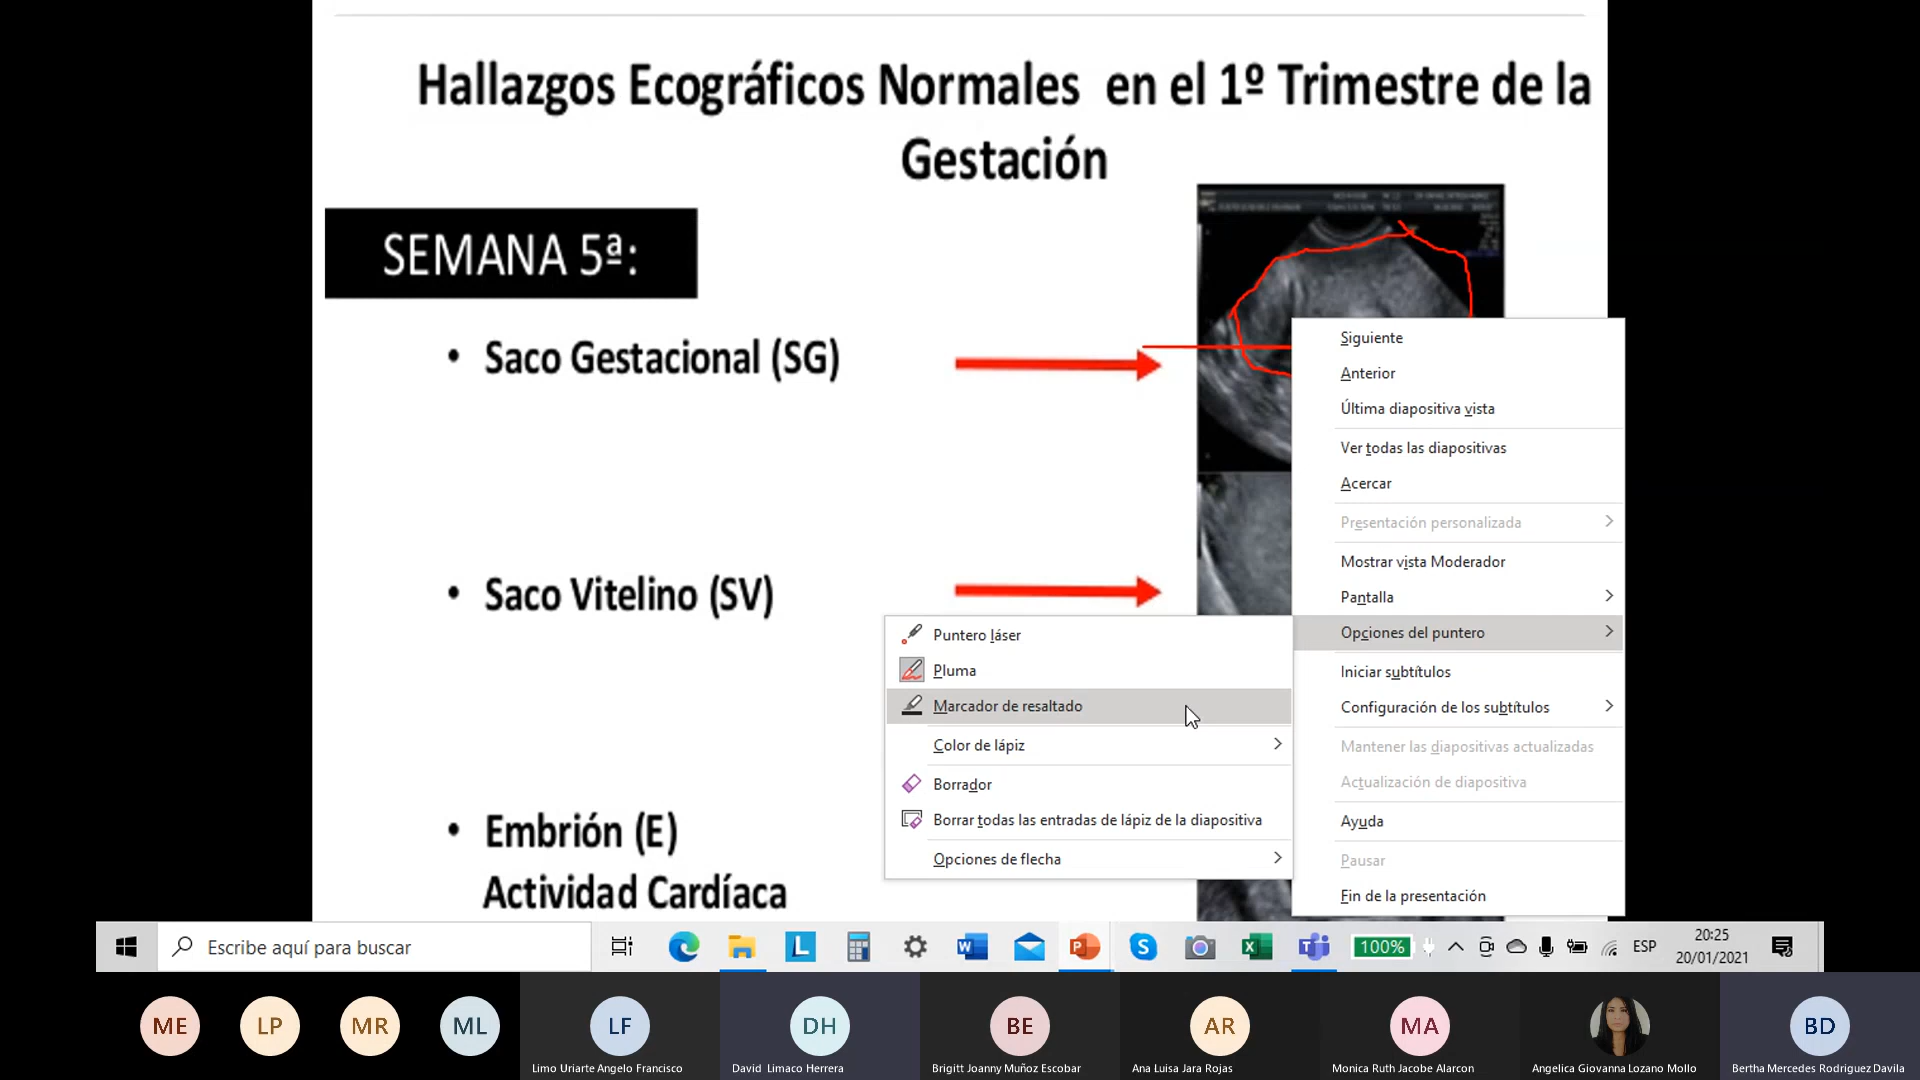 Hallazgos Ecográficos Normales en el 1º Trimestre de la
Gestación
SEMANA 5ª:
• Saco Gestacional (SG)
• Saco Vitelino (SV)
• Embrión (E)
Actividad Cardíaca
Siguiente
Anterior
Última diapositiva vista
Ver todas las diapositivas
Acercar
Presentación personalizada
Mostrar vista Moderador
Pantalla
Opciones del puntero
Iniciar subtítulos
Configuración de los subtítulos
Mantener las diapositivas actualizadas
Actualización de diapositiva
Ayuda
Pausar
Fin de la presentación
Puntero láser
Pluma
Marcador de resaltado
Color de lápiz
Borrador
Borrar todas las entradas de lápiz de la diapositiva
Opciones de flecha
Escribe aquí para buscar
100%
ESP
20:25
20/01/2021
ME
LP
MR
ML
LF
DH
BE
AR
MA
BD
Limo Uriarte Angelo Francisco
David Limaco Herrera
Brigitt Joanny Muñoz Escobar
Ana Luisa Jara Rojas
Monica Ruth Jacobe Alarcon
Angelica Giovanna Lozano Mollo
Bertha Mercedes Rodriguez Davila